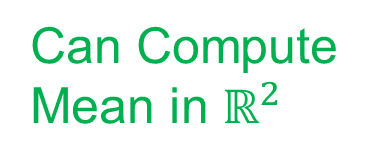 Can Compute
Mean in ℝ²